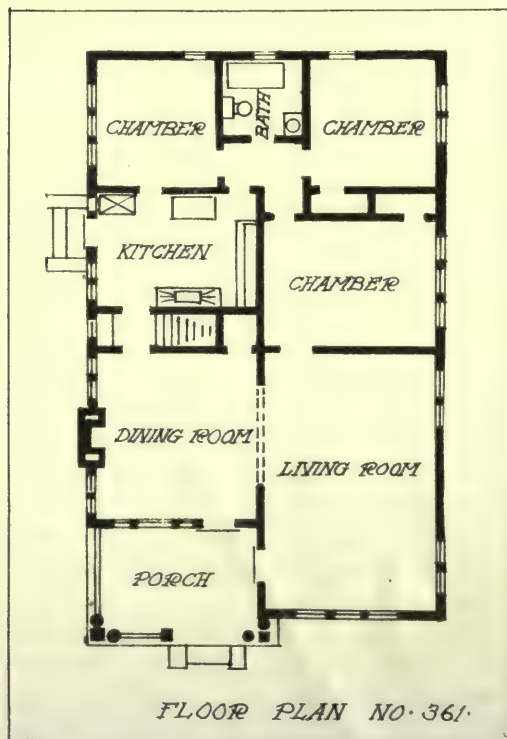 CHAMBER
BATH
CHAMBER
KITCHEN
CHAMBER
DINING ROOM
LIVING ROOM
PORCH
FLOOR PLAN NO. 361.